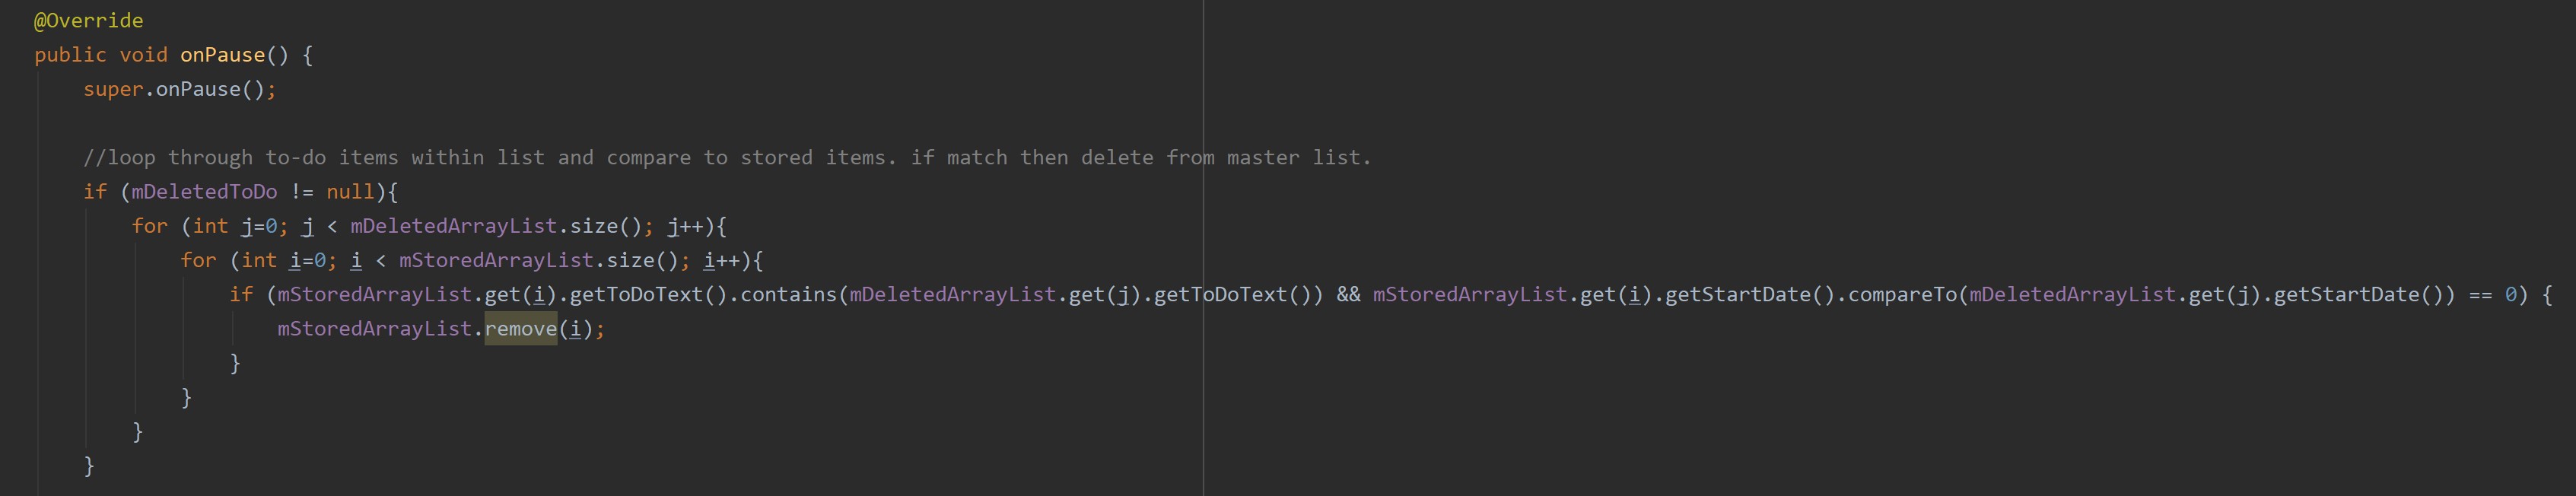 @Override
public void onPause() {
    super.onPause();

    //loop through to-do items within list and compare to stored items. if match then delete from master list.
    if (mDeletedToDo != null){
        for (int j=0; j < mDeletedArrayList.size(); j++){
            for (int i=0; i < mStoredArrayList.size(); i++){
                if (mStoredArrayList.get(i).getToDoText().contains(mDeletedArrayList.get(j).getToDoText()) && mStoredArrayList.get(i).getStartDate().compareTo(mDeletedArrayList.get(j).getStartDate()) == 0) {
                    mStoredArrayList.remove(i);
                }
            }
        }
    }